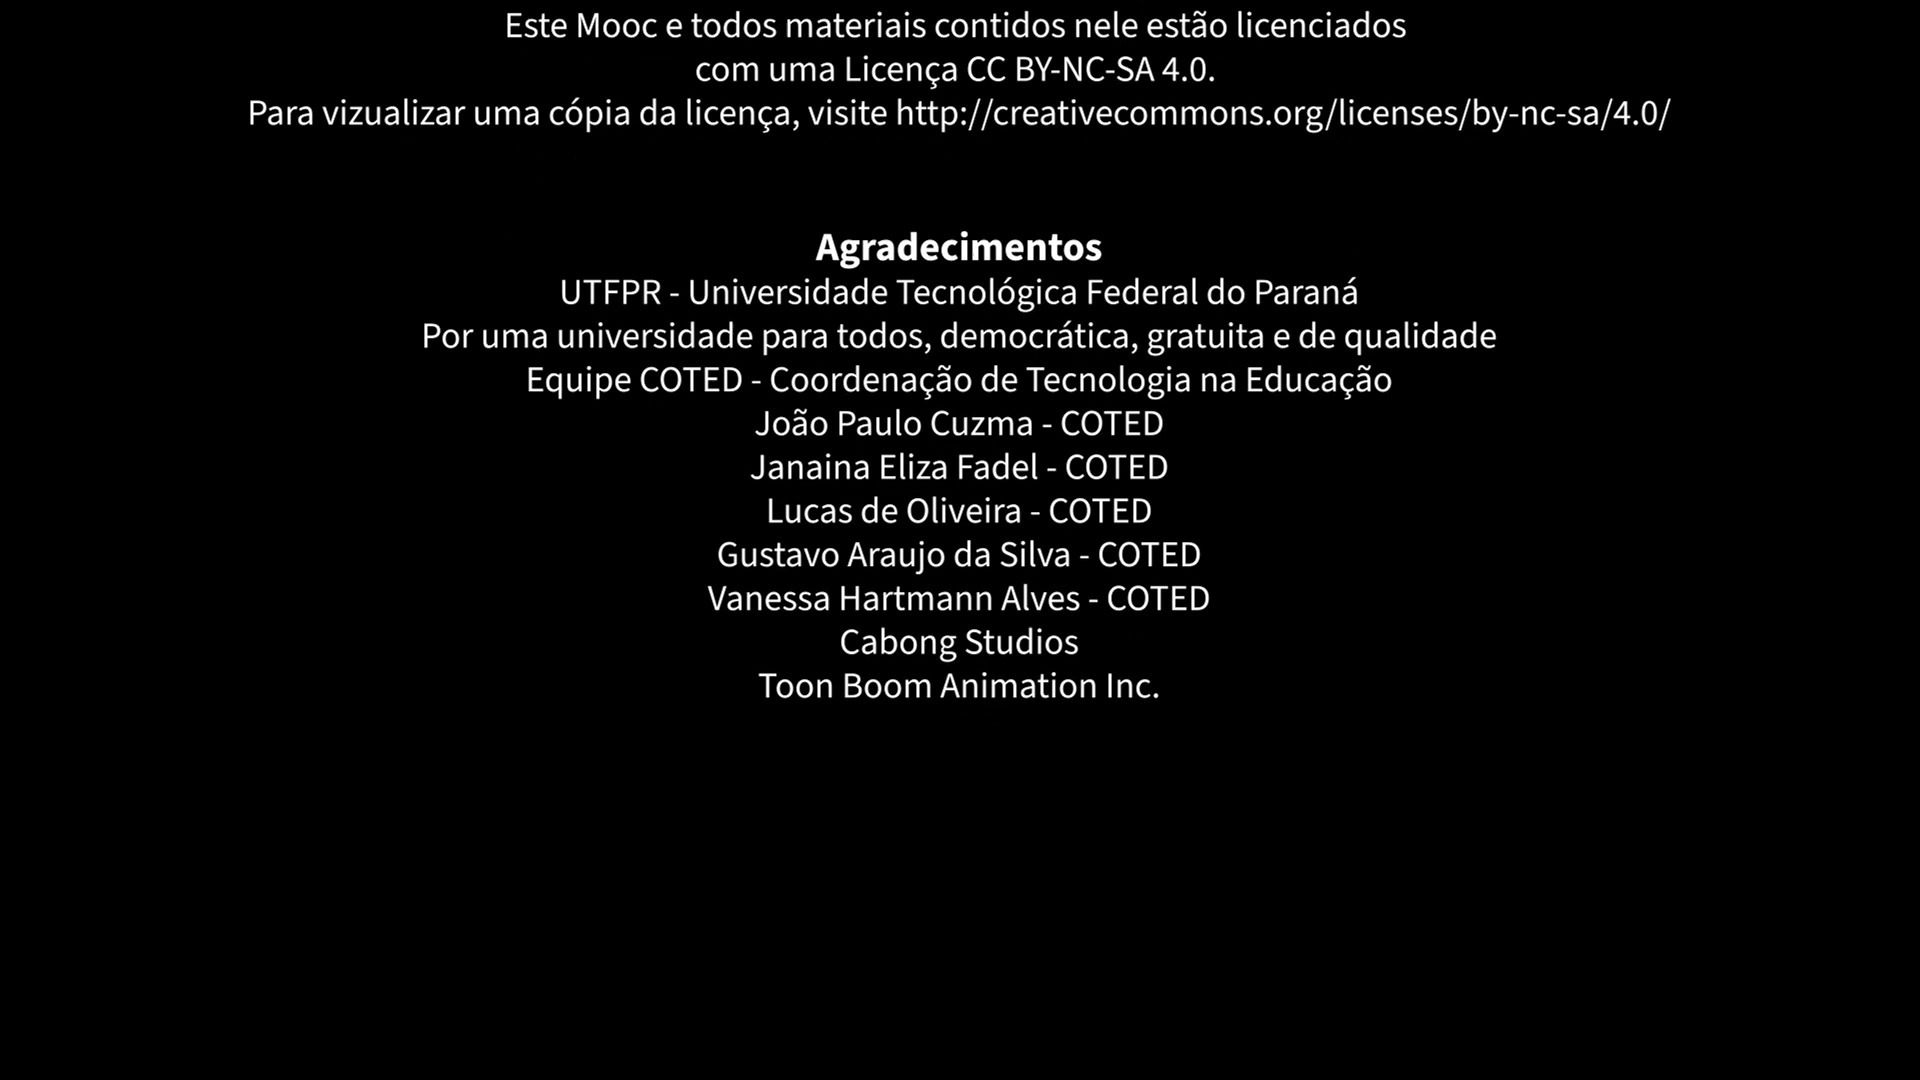 Este Mooc e todos materiais contidos nele estão licenciados
com uma Licença CC BY-NC-SA 4.0.
Para vizualizar uma cópia da licença, visite http://creativecommons.org/licenses/by-nc-sa/4.0/
Agradecimentos
UTFPR - Universidade Tecnológica Federal do Paraná
Por uma universidade para todos, democrática, gratuita e de qualidade
Equipe COTED - Coordenação de Tecnologia na Educação
João Paulo Cuzma - COTED
Janaina Eliza Fadel - COTED
Lucas de Oliveira - COTED
Gustavo Araujo da Silva - COTED
Vanessa Hartmann Alves - COTED
Cabong Studios
Toon Boom Animation Inc.